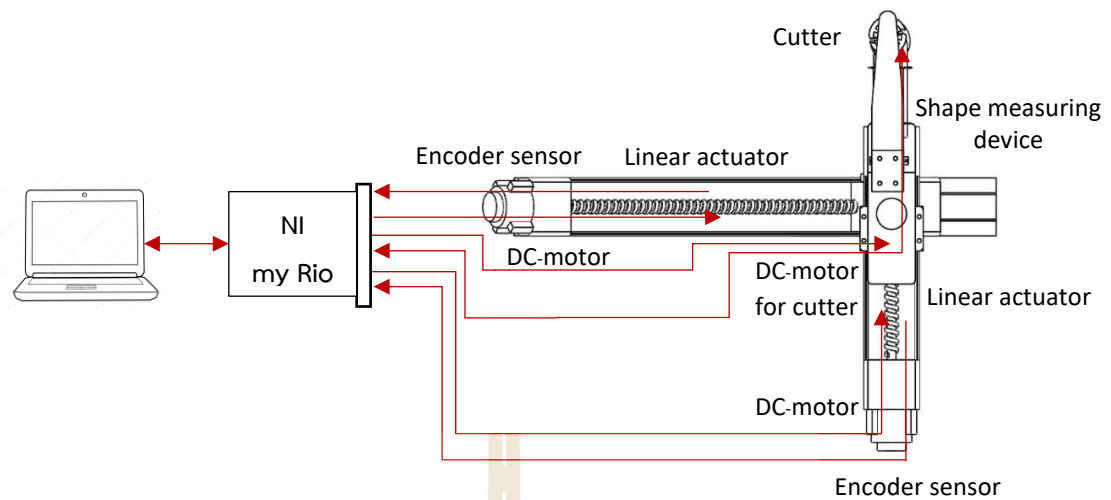 Cutter
Shape measuring
device
Encoder sensor
Linear actuator
NI
my Rio
DC-motor
DC-motor
for cutter
Linear actuator
DC-motor
Encoder sensor